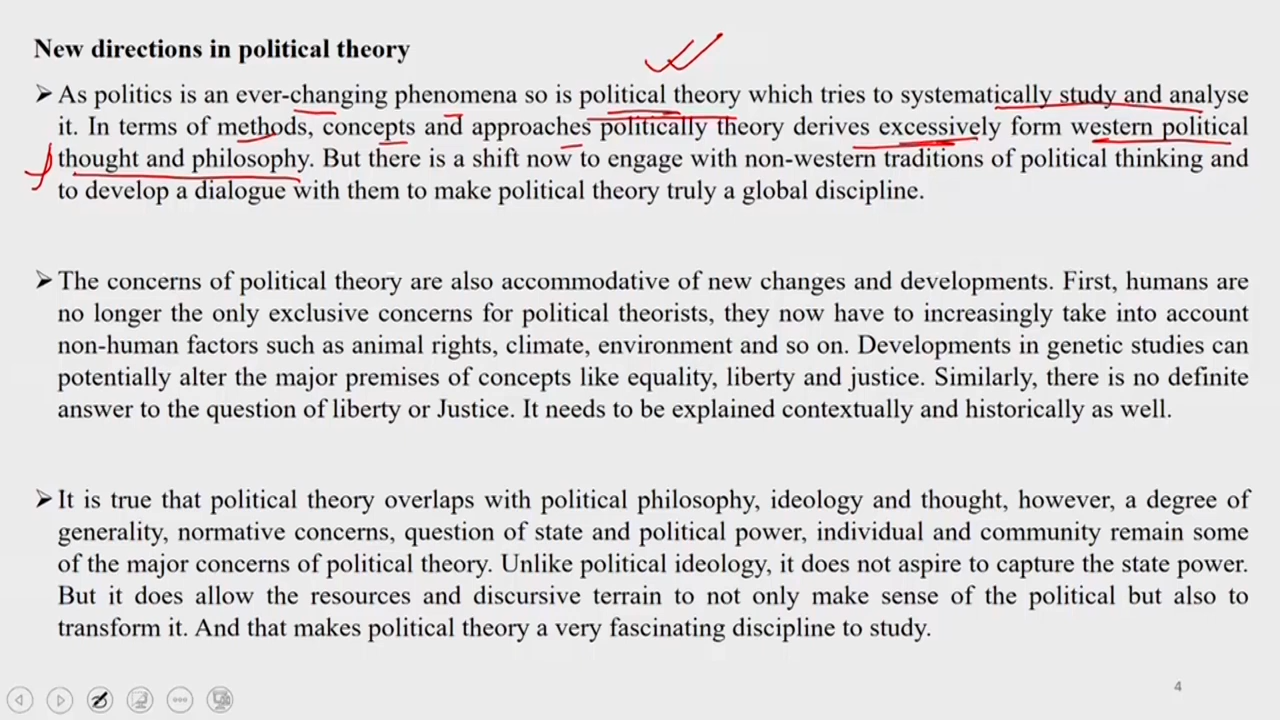 New directions in political theory
➤ As politics is an ever-changing phenomena so is political theory which tries to systematically study and analyse
it. In terms of methods, concepts and approaches politically theory derives excessively form western political
thought and philosophy. But there is a shift now to engage with non-western traditions of political thinking and
to develop a dialogue with them to make political theory truly a global discipline.
➤ The concerns of political theory are also accommodative of new changes and developments. First, humans are
no longer the only exclusive concerns for political theorists, they now have to increasingly take into account
non-human factors such as animal rights, climate, environment and so on. Developments in genetic studies can
potentially alter the major premises of concepts like equality, liberty and justice. Similarly, there is no definite
answer to the question of liberty or Justice. It needs to be explained contextually and historically as well.
➤ It is true that political theory overlaps with political philosophy, ideology and thought, however, a degree of
generality, normative concerns, question of state and political power, individual and community remain some
of the major concerns of political theory. Unlike political ideology, it does not aspire to capture the state power.
But it does allow the resources and discursive terrain to not only make sense of the political but also to
transform it. And that makes political theory a very fascinating discipline to study.
4